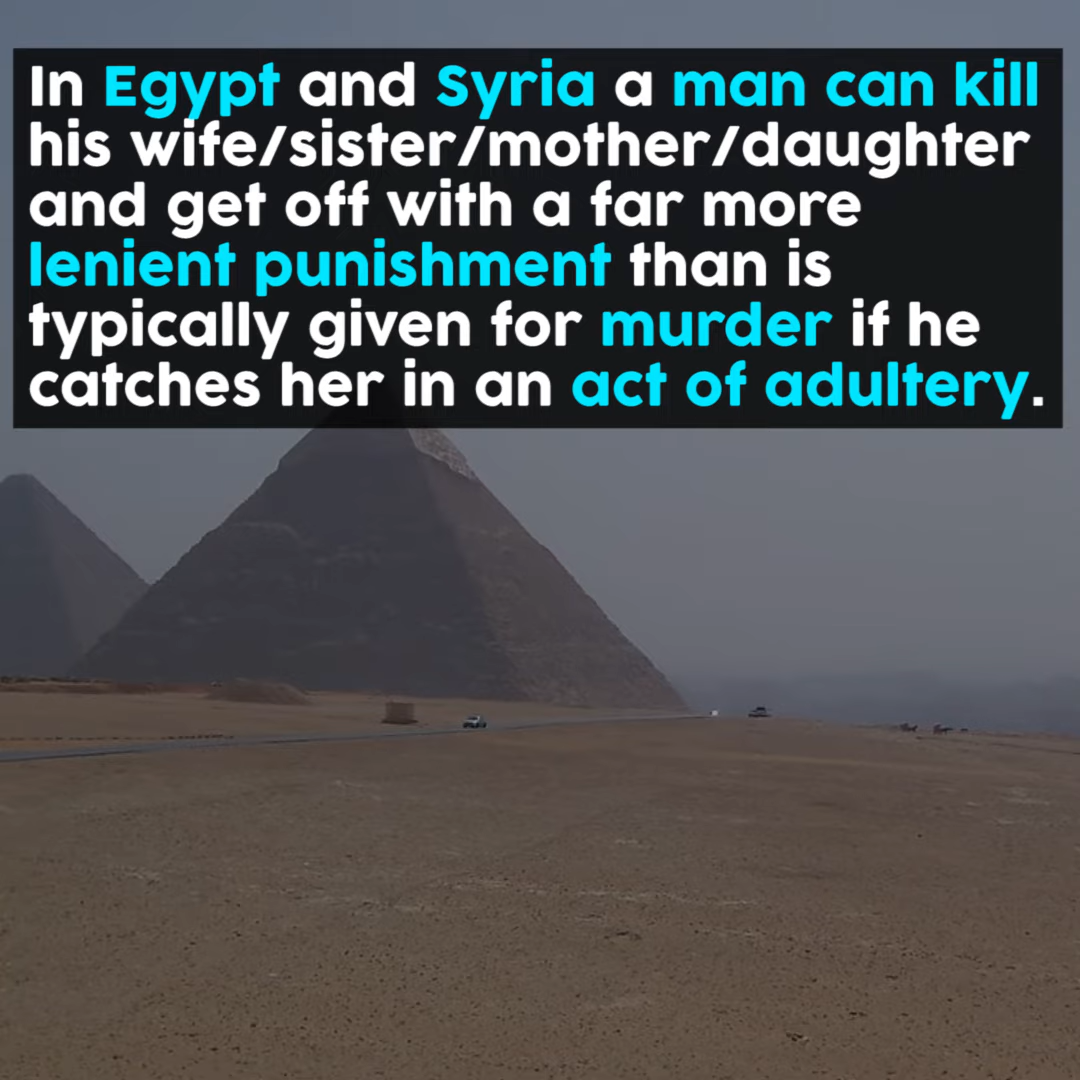 In Egypt and Syria a man can kill
his wife/sister/mother/daughter
and get off with a far more
lenient punishment than is
typically given for murder if he
catches her in an act of adultery.